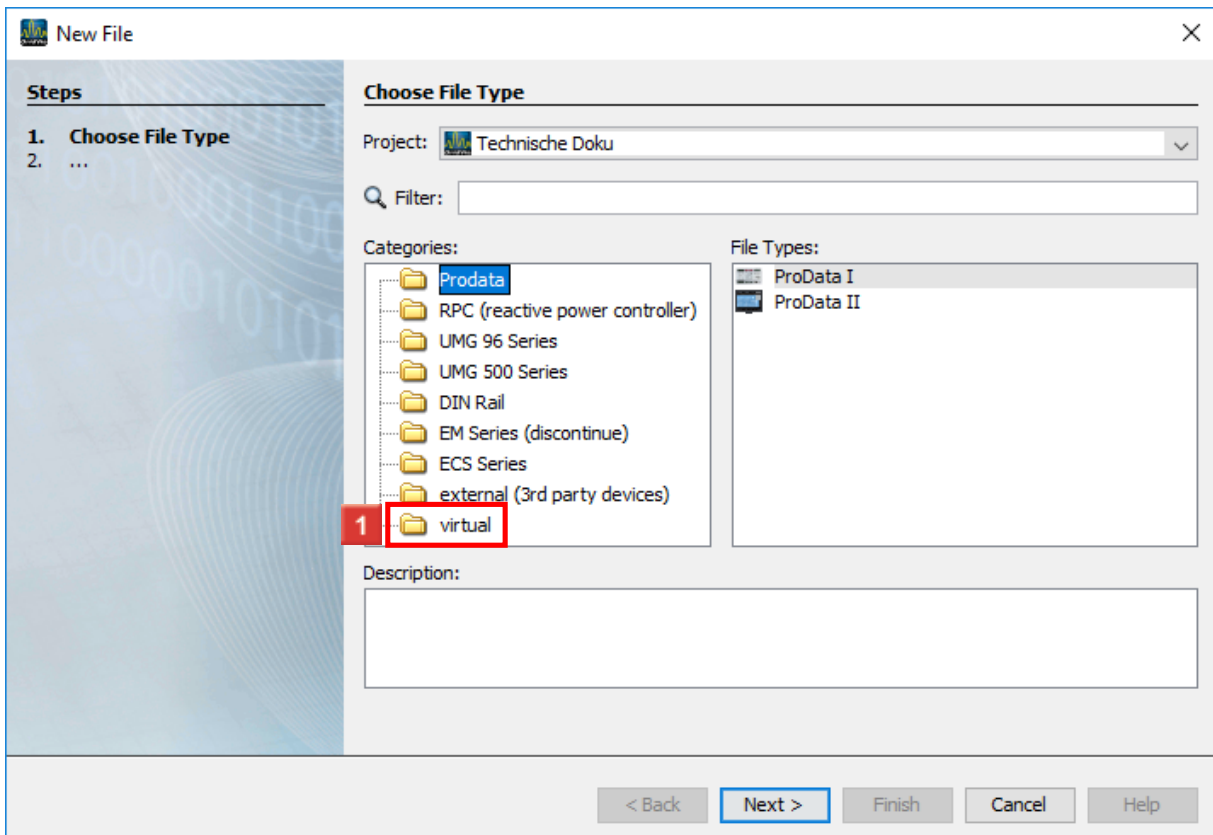 New File
Steps
1. Choose File Type
2. ...
Choose File Type
Project: Technische Doku
Filter:
Categories:
Prodata
RPC (reactive power controller)
UMG 96 Series
UMG 500 Series
DIN Rail
EM Series (discontinue)
ECS Series
external (3rd party devices)
1 virtual
File Types:
ProData I
ProData II
Description:
< Back Next > Finish Cancel Help